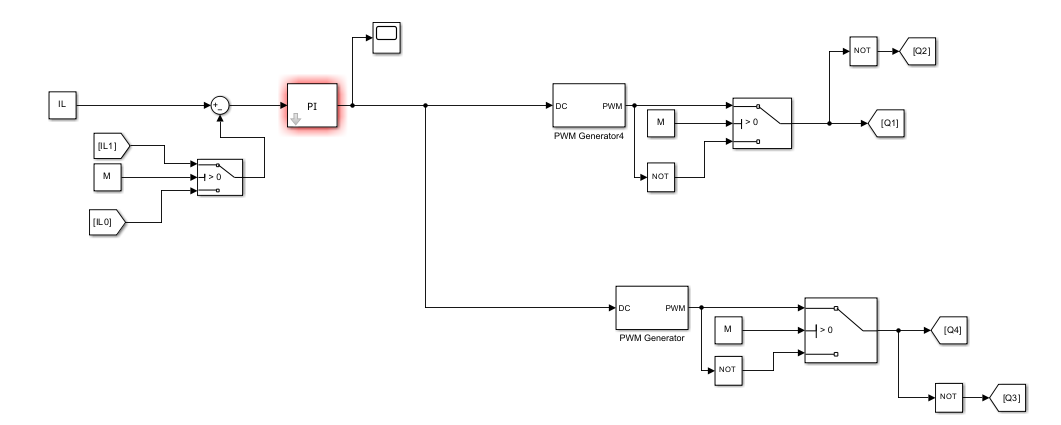 NOT
[Q2]
IL
+
−
PI
DC
PWM
M
> 0
[Q1]
PWM Generator4
[IL1]
M
> 0
NOT
[IL0]
DC
PWM
PWM Generator
M
> 0
[Q4]
NOT
NOT
[Q3]